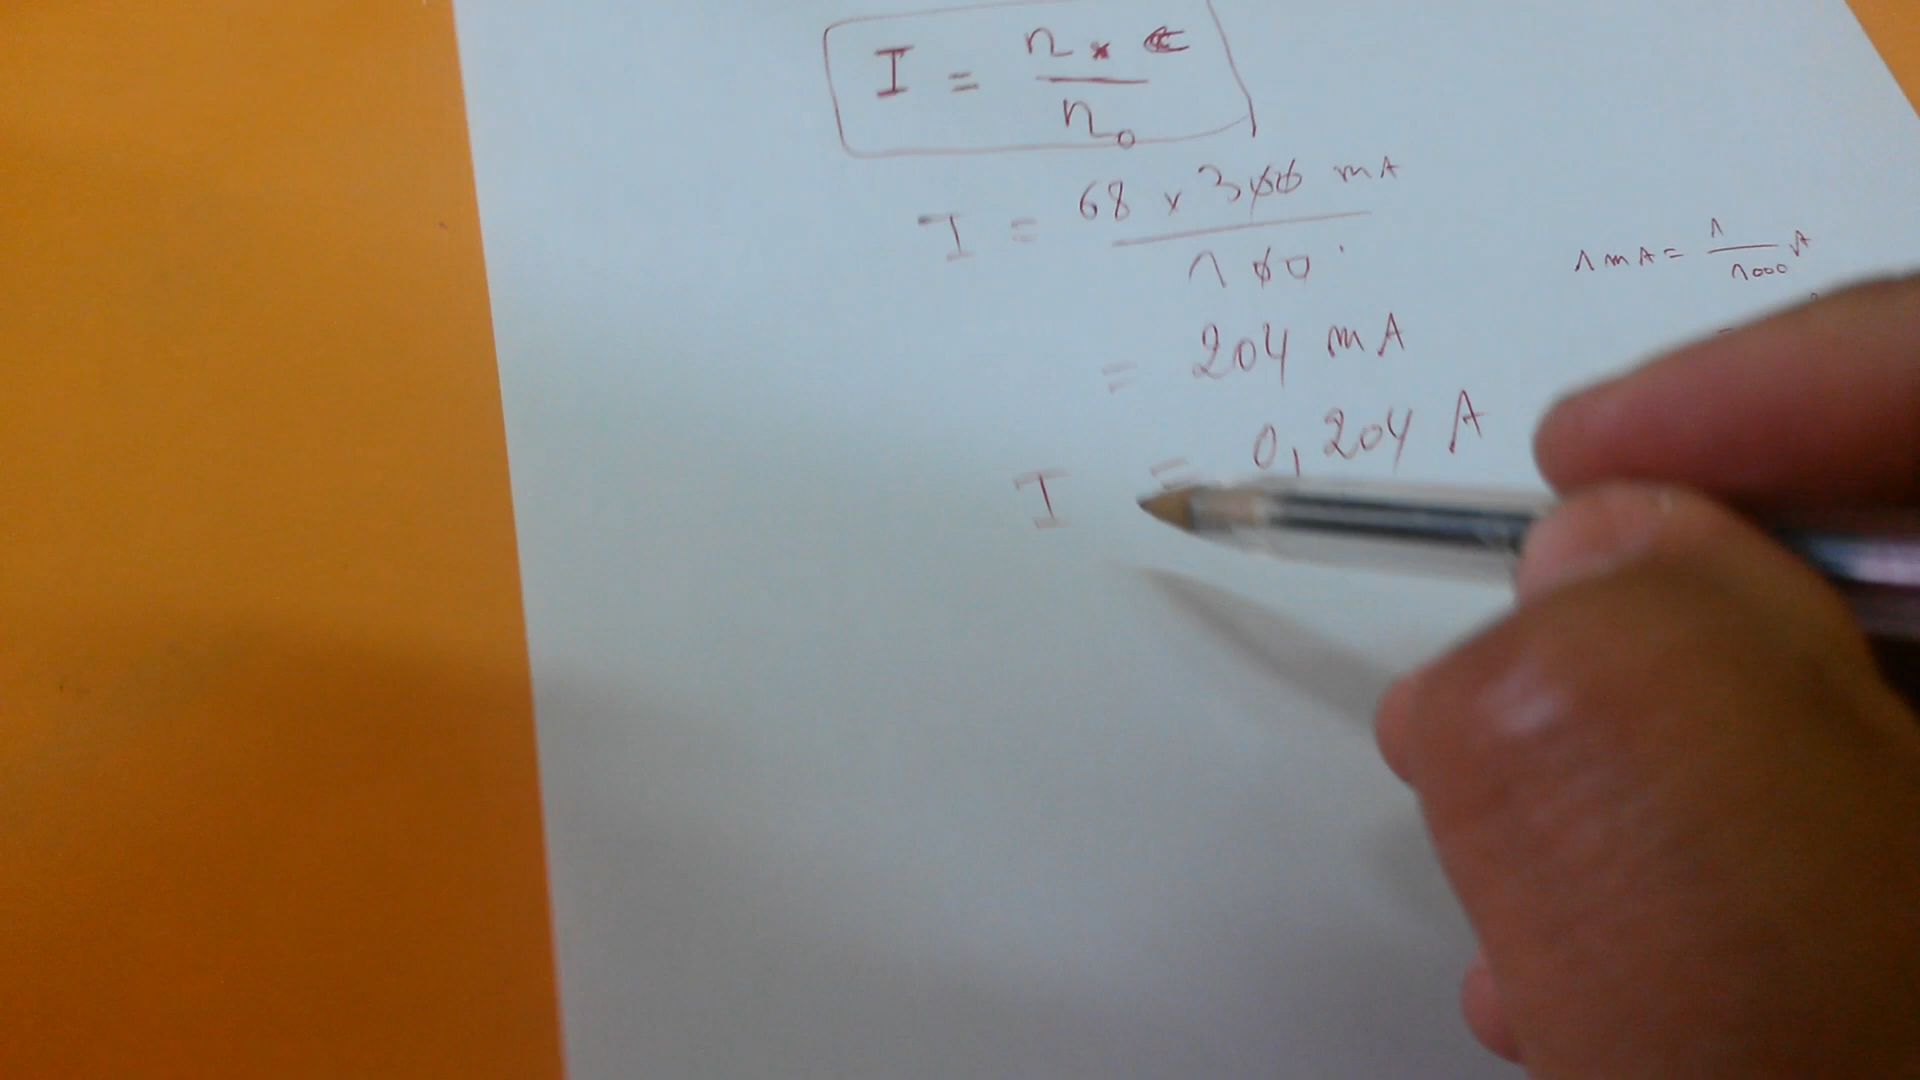 I = n × c / n₀
I = 68 × 300 mA / 100
1 mA = 1 / 1000 A
= 204 mA
I = 0,204 A